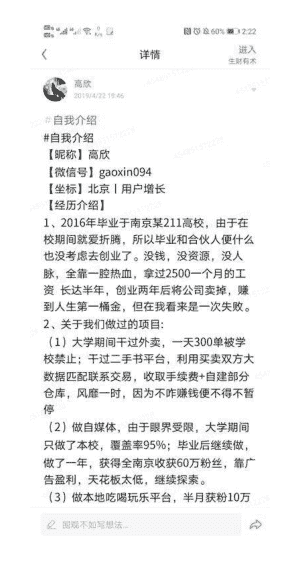 60% 2:22
详情
进入
生财有术
高欣
2019/4/22 15:46
#自我介绍
#自我介绍
【昵称】高欣
【微信号】gaoxin094
【坐标】北京丨用户增长
【经历介绍】
1、2016年毕业于南京某211高校，由于在
校期间就爱折腾，所以毕业和合伙人便什么
也没考虑去创业了。没钱，没资源，没人
脉，全靠一腔热血，拿过2500一个月的工
资 长达半年，创业两年后将公司卖掉，赚
到人生第一桶金，但在我看来是一次失败。
2、关于我们做过的项目:
（1）大学期间干过外卖，一天300单被学
校禁止；干过二手书平台，利用买卖双方大
数据匹配联系交易，收取手续费+自建部分
仓库，风靡一时，因为不咋赚钱便不得不暂
停
（2）做自媒体，由于眼界受限，大学期间
只做了本校，覆盖率95%；毕业后继续做，
做了一年，获得全南京收获60万粉丝，靠广
告盈利，天花板太低，继续探索。
（3）做本地吃喝玩乐平台，半月获粉10万
围观不如写想法...